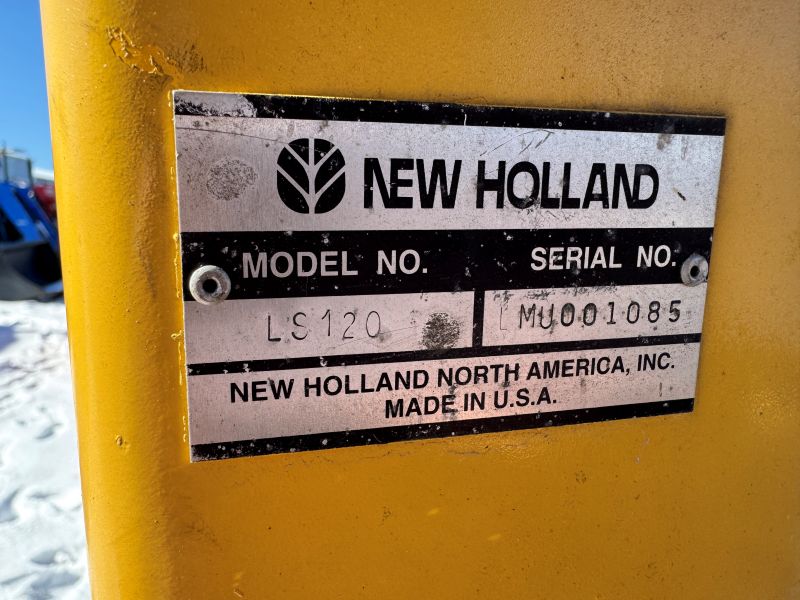 NEW HOLLAND
MODEL NO. SERIAL NO.
LS120 LMU001085
NEW HOLLAND NORTH AMERICA, INC.
MADE IN U.S.A.